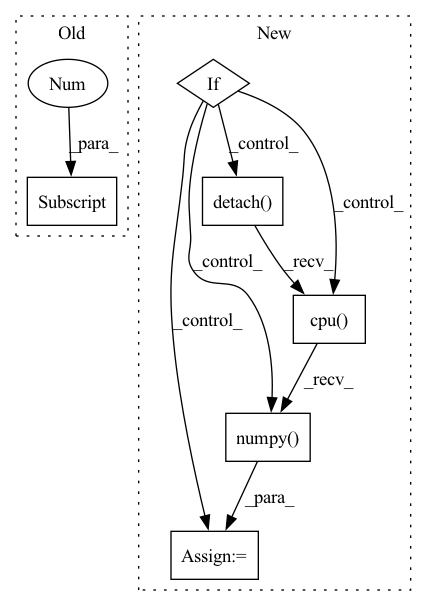 Old
New
Num
If
_para_
_control_
Subscript
detach()
_control_
_control_
_recv_
_control_
cpu()
_recv_
numpy()
_para_
Assign:=